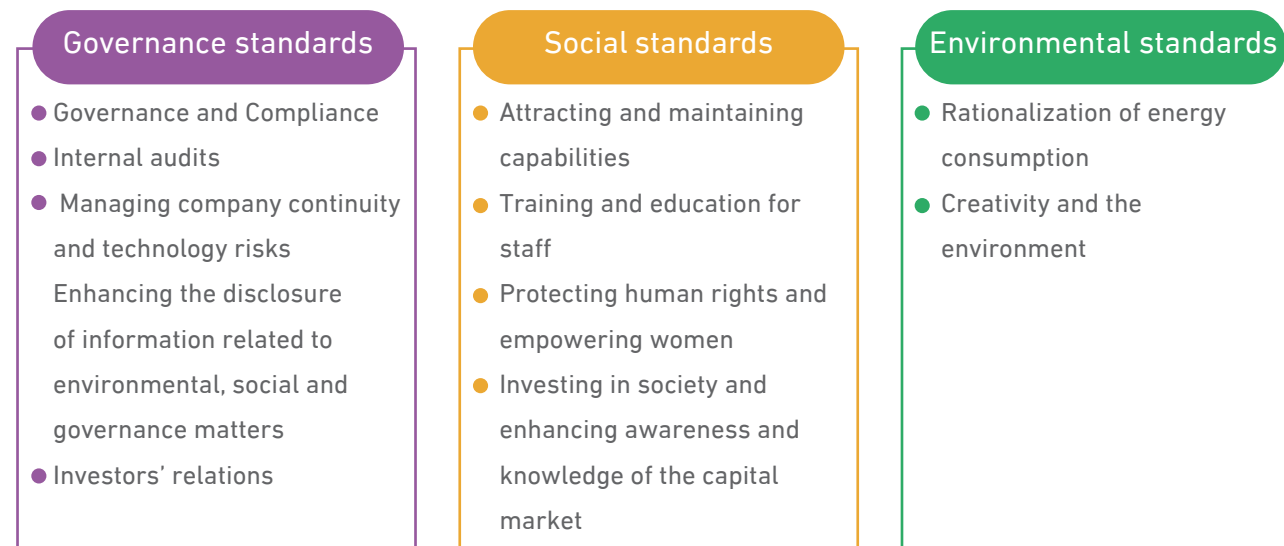 Governance standards
Governance and Compliance
Internal audits
Managing company continuity
and technology risks
Enhancing the disclosure
of information related to
environmental, social and
governance matters
Investors’ relations
Social standards
Attracting and maintaining
capabilities
Training and education for
staff
Protecting human rights and
empowering women
Investing in society and
enhancing awareness and
knowledge of the capital
market
Environmental standards
Rationalization of energy
consumption
Creativity and the
environment